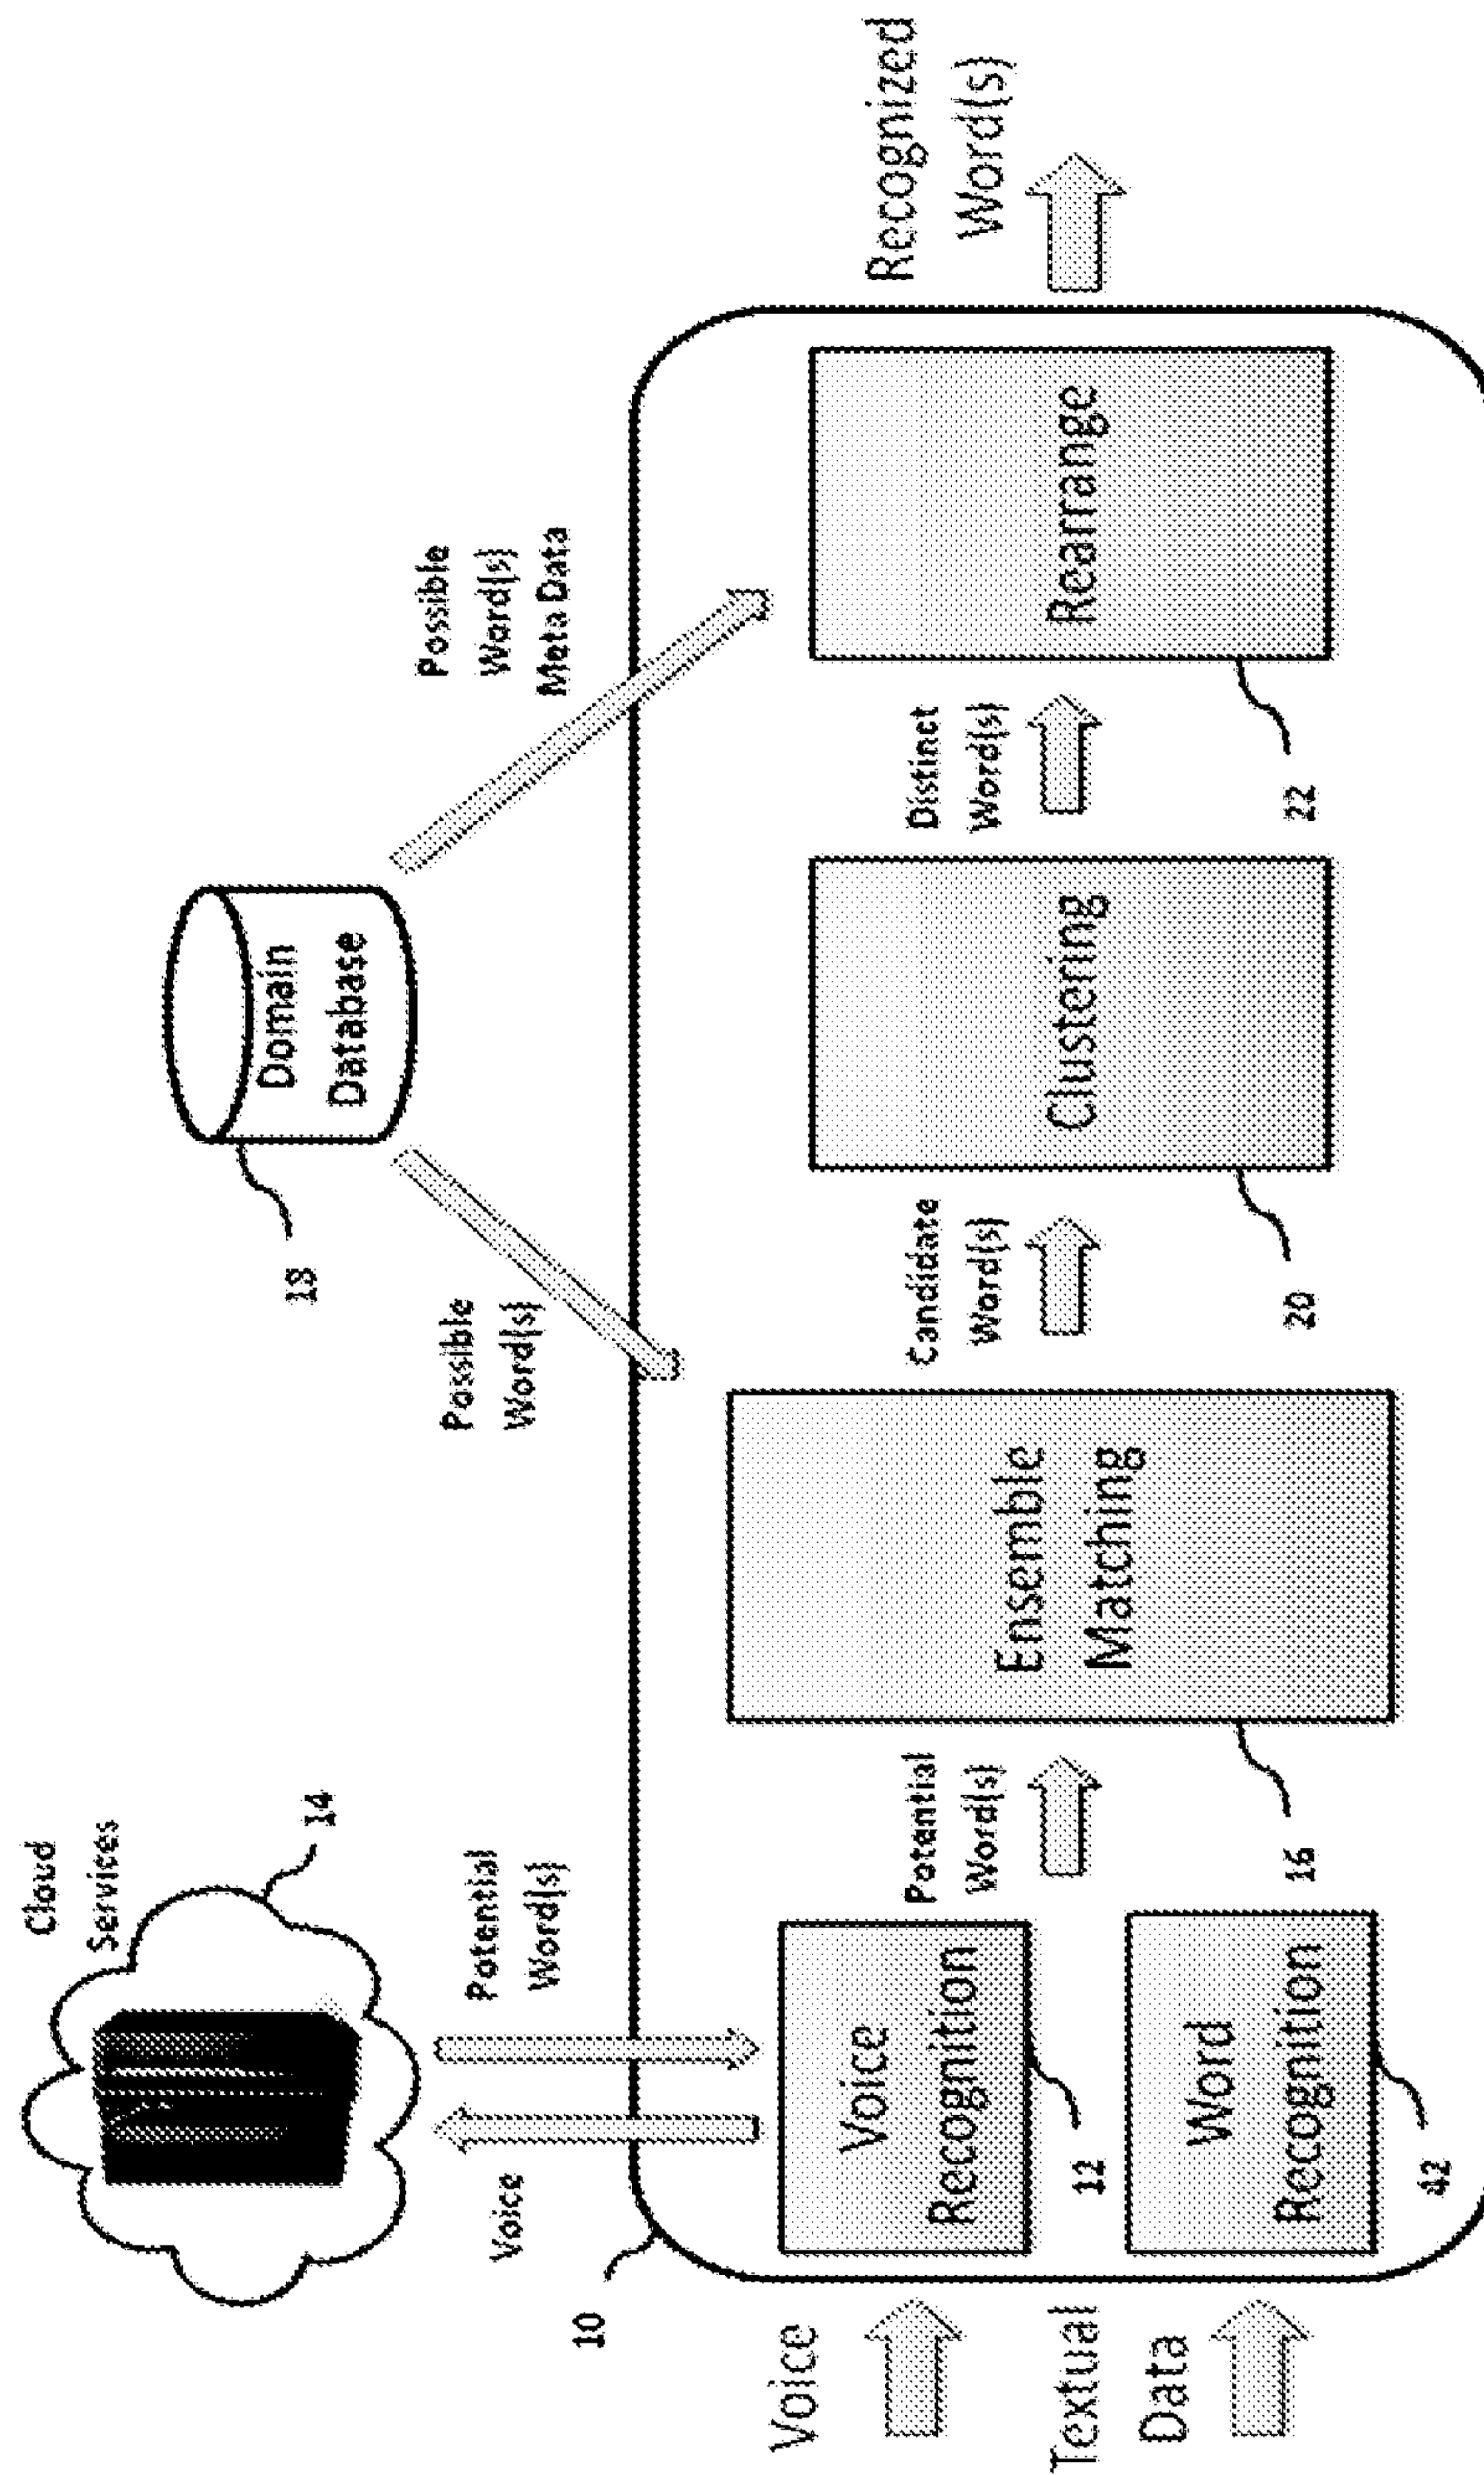 Cloud
Services
14
Voice
Potential
Word(s)
Domain
Database
18
Possible
Word(s)
Possible
Word(s)
Meta Data
10
Voice
Textual
Data
Voice
Recognition
12
Word
Recognition
42
Potential
Word(s)
Ensemble
Matching
16
Candidate
Word(s)
Clustering
20
Distinct
Word(s)
Rearrange
22
Recognized
Word(s)